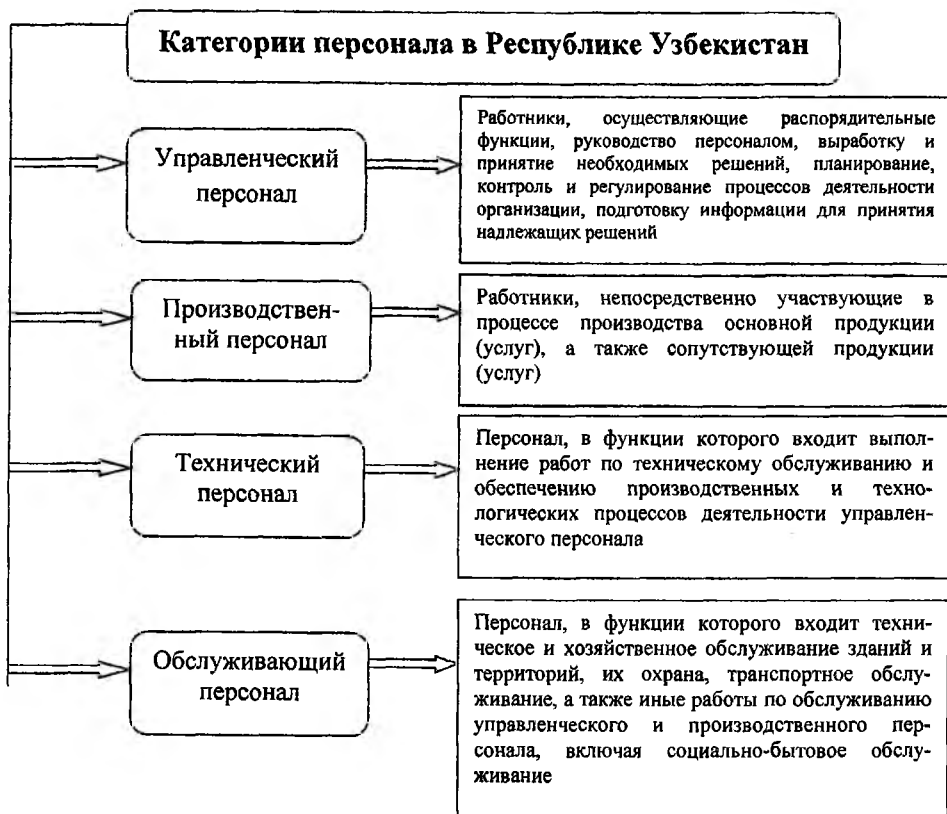 Категории персонала в Республике Узбекистан
Управленческий
персонал
Работники, осуществляющие распорядительные
функции, руководство персоналом, выработку и
принятие необходимых решений, планирование,
контроль и регулирование процессов деятельности
организации, подготовку информации для принятия
надлежащих решений
Производствен-
ный персонал
Работники, непосредственно участвующие в
процессе производства основной продукции
(услуг), а также сопутствующей продукции
(услуг)
Технический
персонал
Персонал, в функции которого входит выпол-
нение работ по техническому обслуживанию и
обеспечению производственных и техно-
логических процессов деятельности управлен-
ческого персонала
Обслуживающий
персонал
Персонал, в функции которого входит техни-
ческое и хозяйственное обслуживание зданий и
территорий, их охрана, транспортное обслу-
живание, а также иные работы по обслуживанию
управленческого и производственного пер-
сонала, включая социально-бытовое обслу-
живание